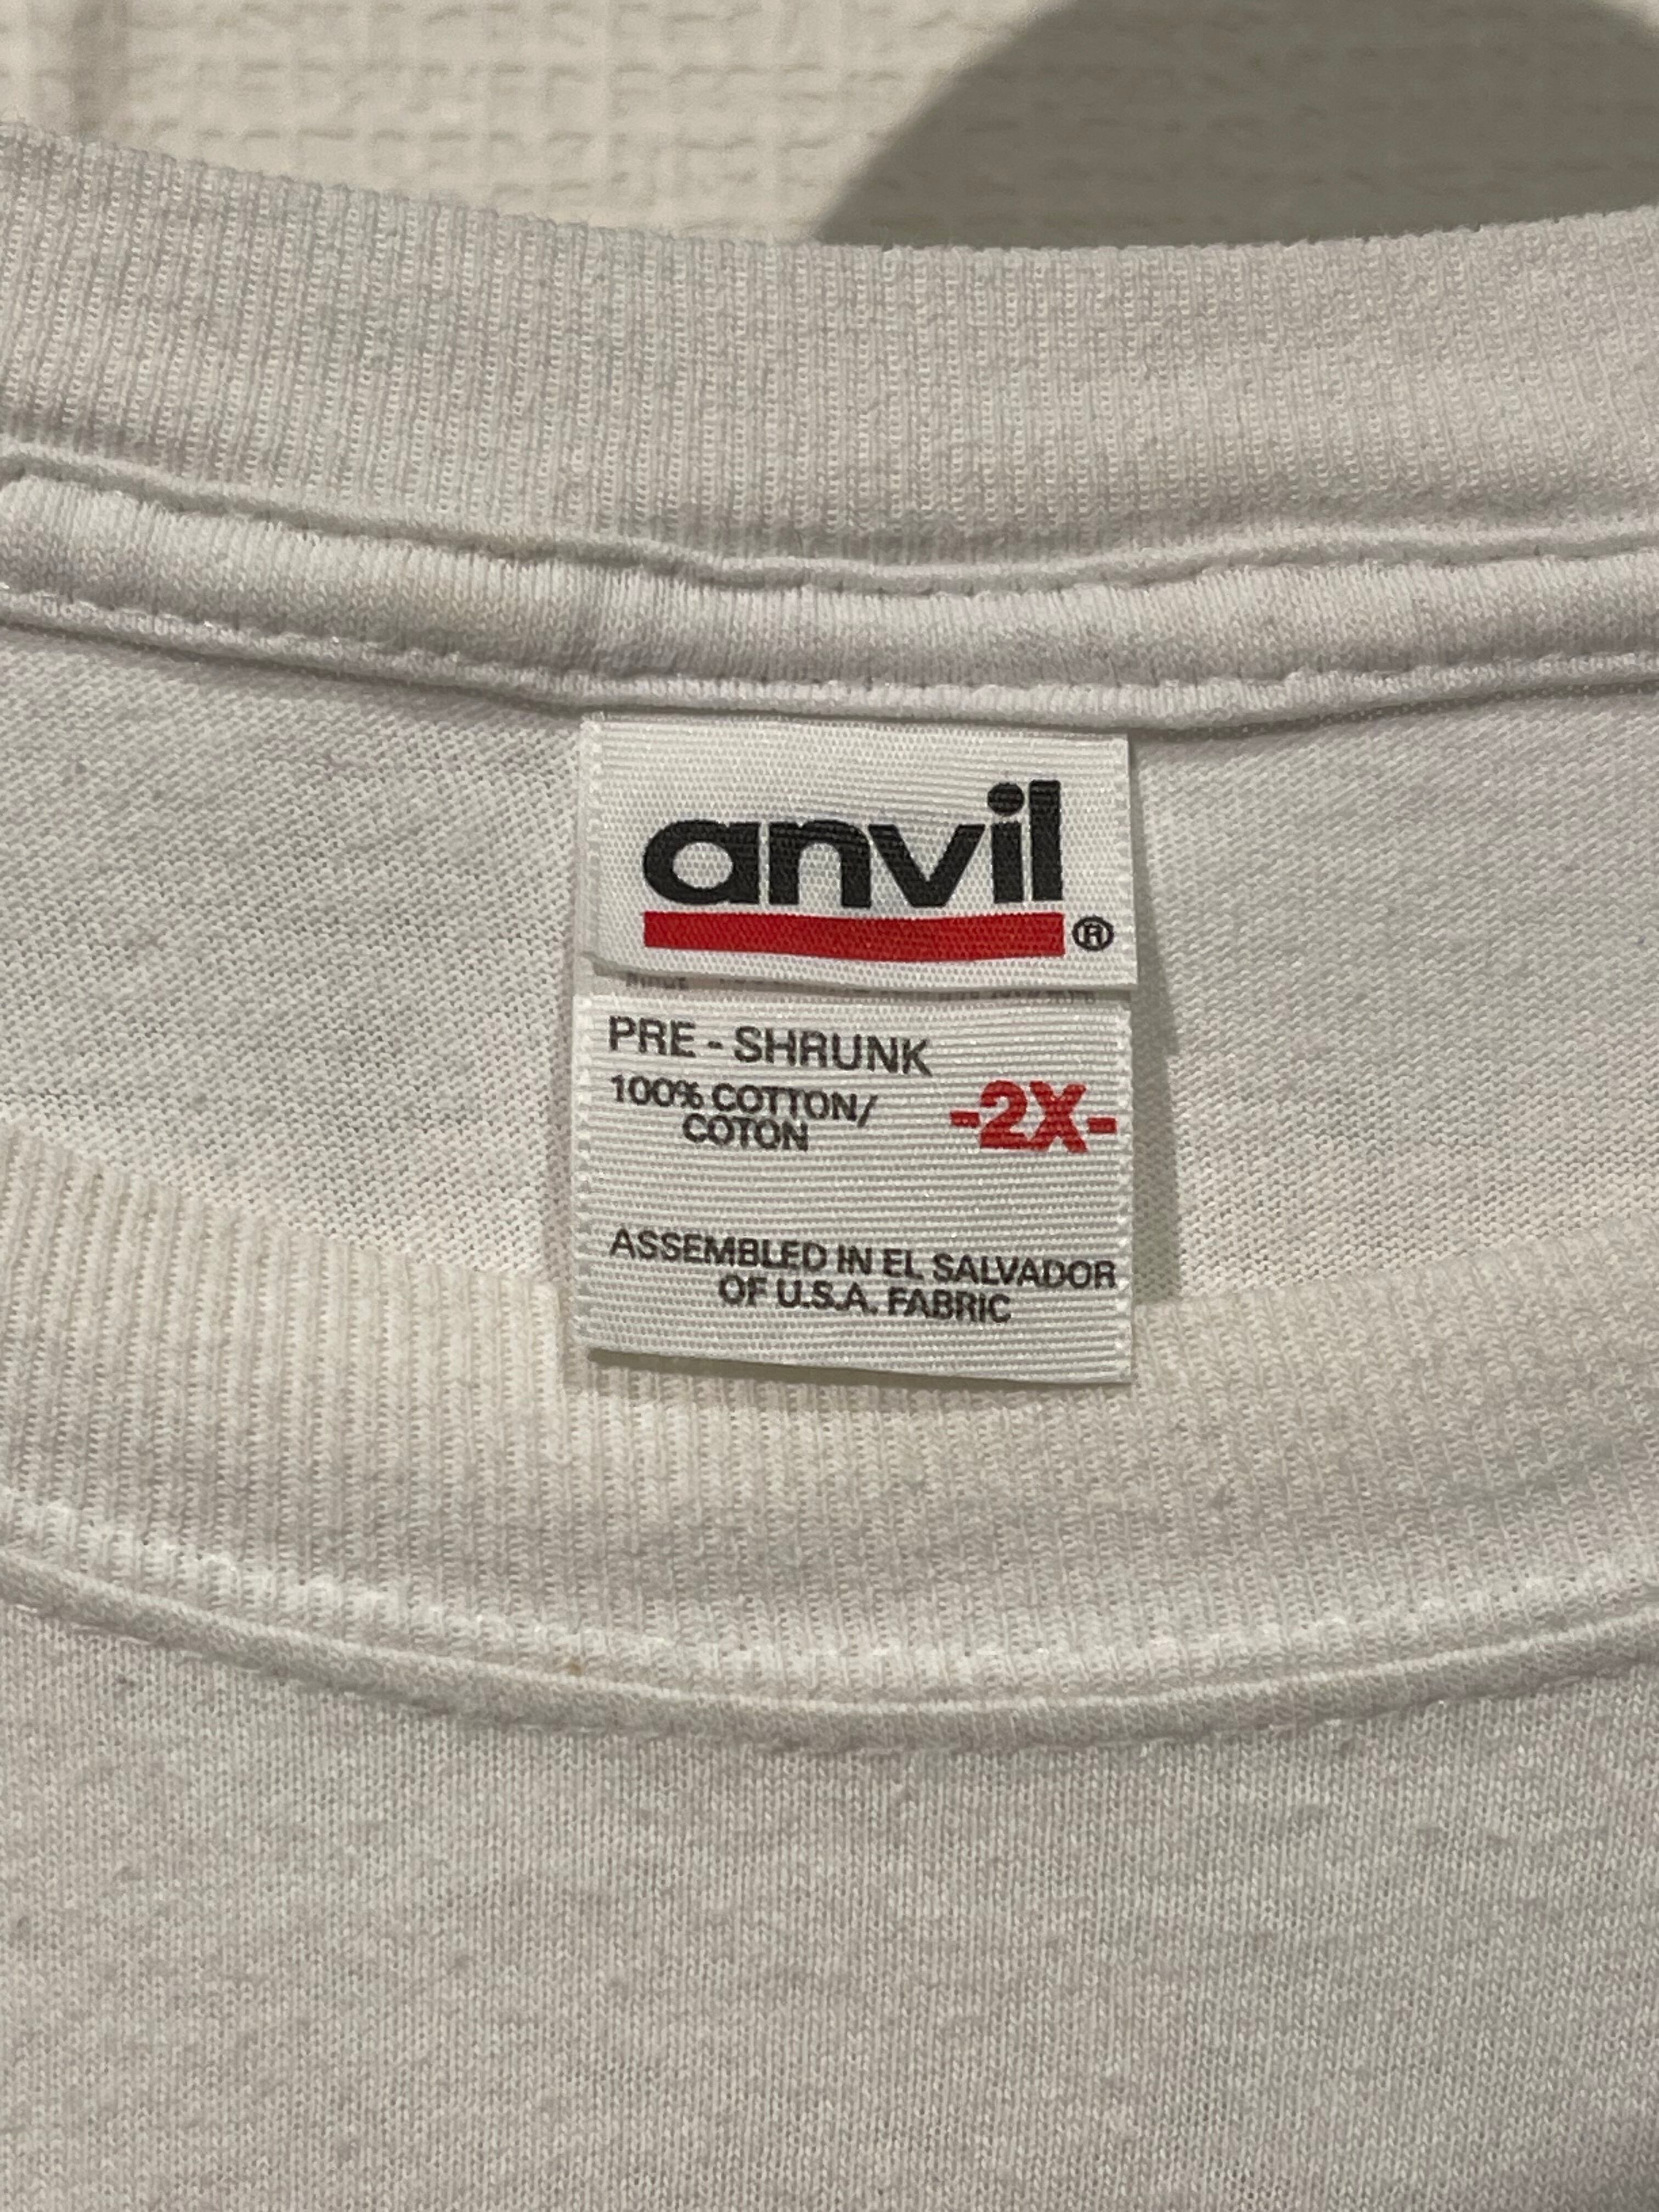 anvil
®
PRE - SHRUNK
100% COTTON/
COTON
-2X-
ASSEMBLED IN EL SALVADOR
OF U.S.A. FABRIC